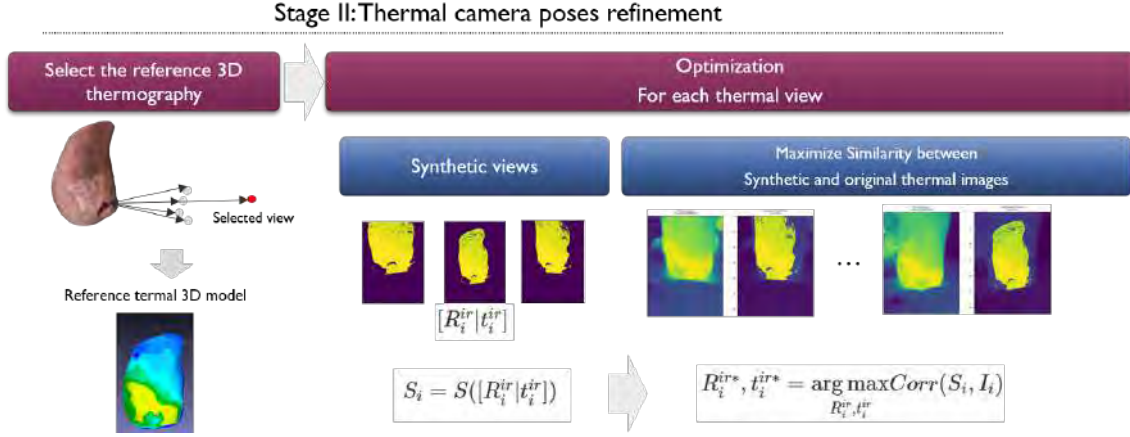 Stage II: Thermal camera poses refinement
Select the reference 3D
thermography
Optimization
For each thermal view
Selected view
Reference termal 3D model
Synthetic views
Maximize Similarity between
Synthetic and original thermal images
...
[R_i^{ir}|t_i^{ir}]
S_i = S([R_i^{ir}|t_i^{ir}])
R_i^{ir*}, t_i^{ir*} = arg max Corr(S_i, I_i)
R_i^{ir}, t_i^{ir}